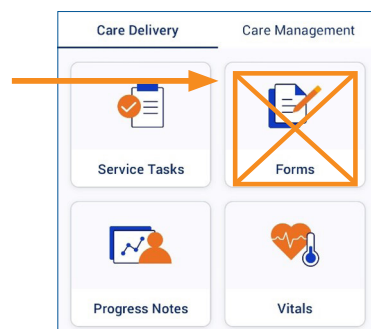 Care Delivery Care Management
Service Tasks Forms
Progress Notes Vitals